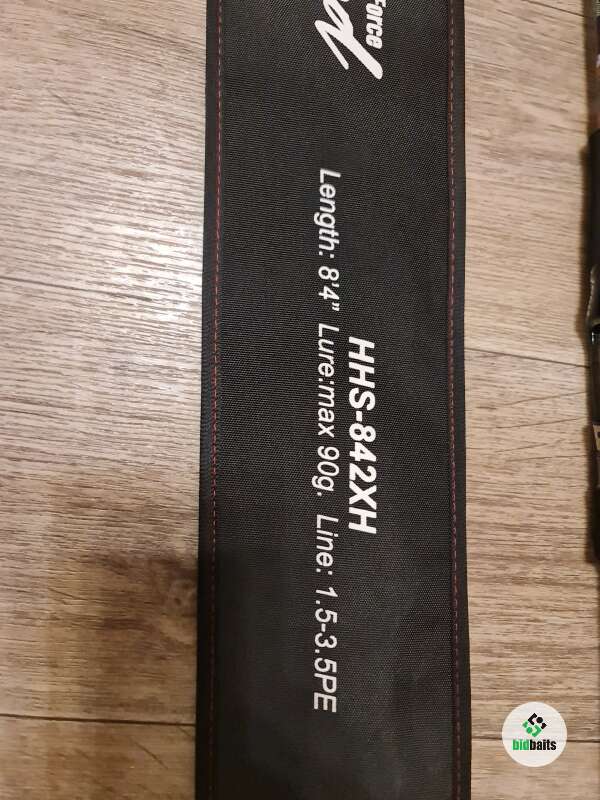 Force
HHS-842XH
Length: 8'4" Lure:max 90g. Line: 1.5-3.5PE
bidbaits